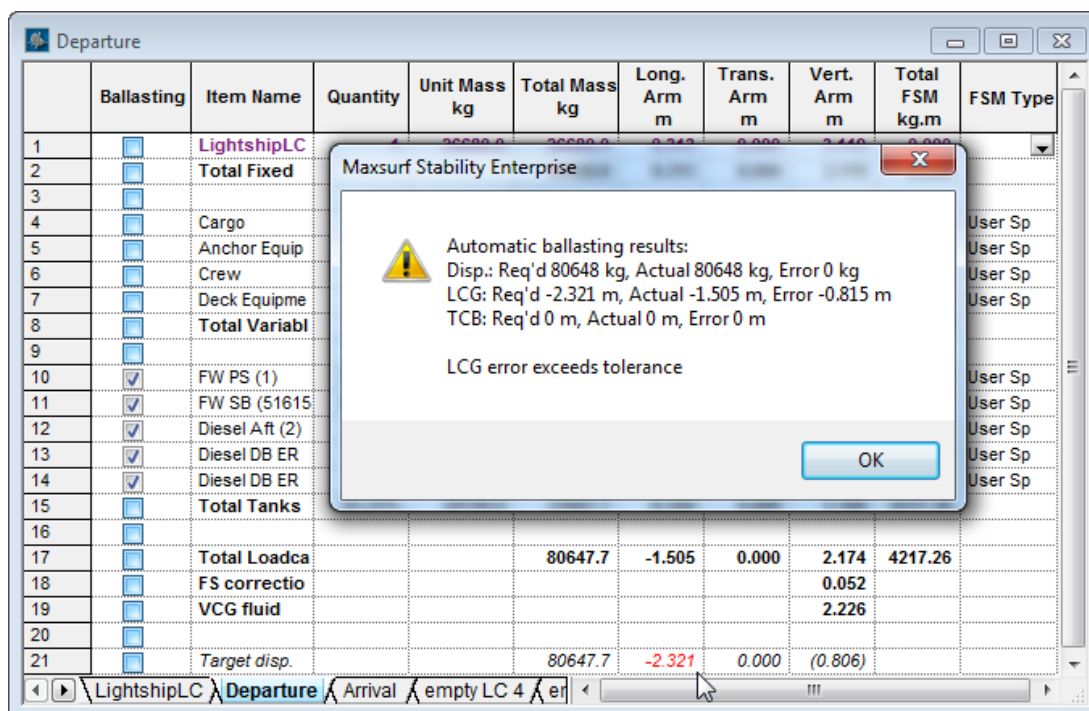 Departure
Ballasting Item Name Quantity Unit Mass kg Total Mass kg Long. Arm m Trans. Arm m Vert. Arm m Total FSM kg.m FSM Type
1 LightshipLC
2 Total Fixed
3
4 Cargo User Sp
5 Anchor Equip User Sp
6 Crew User Sp
7 Deck Equipme User Sp
8 Total Variabl
9
10 FW PS (1) User Sp
11 FW SB (51615 User Sp
12 Diesel Aft (2) User Sp
13 Diesel DB ER User Sp
14 Diesel DB ER User Sp
15 Total Tanks
16
17 Total Loadca 80647.7 -1.505 0.000 2.174 4217.26
18 FS correctio 0.052
19 VCG fluid 2.226
20
21 Target disp. 80647.7 -2.321 0.000 (0.806)
LightshipLC Departure Arrival empty LC 4 er
Maxsurf Stability Enterprise
Automatic ballasting results:
Disp.: Req'd 80648 kg, Actual 80648 kg, Error 0 kg
LCG: Req'd -2.321 m, Actual -1.505 m, Error -0.815 m
TCB: Req'd 0 m, Actual 0 m, Error 0 m
LCG error exceeds tolerance
OK